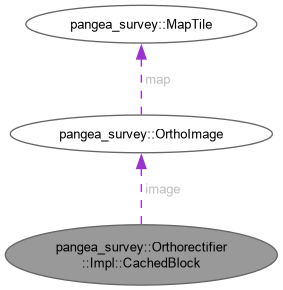 pangea_survey::MapTile
map
pangea_survey::OrthoImage
image
pangea_survey::Orthorectifier
::Impl::CachedBlock